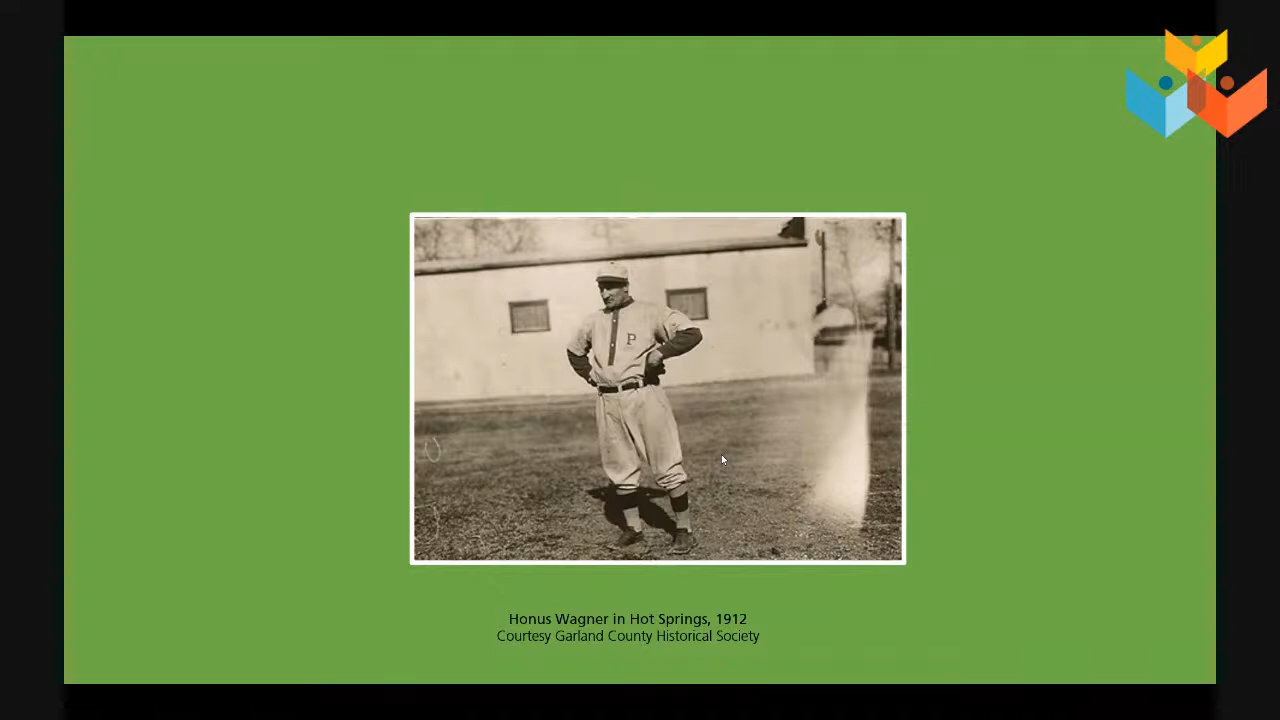 P
Honus Wagner in Hot Springs, 1912
Courtesy Garland County Historical Society